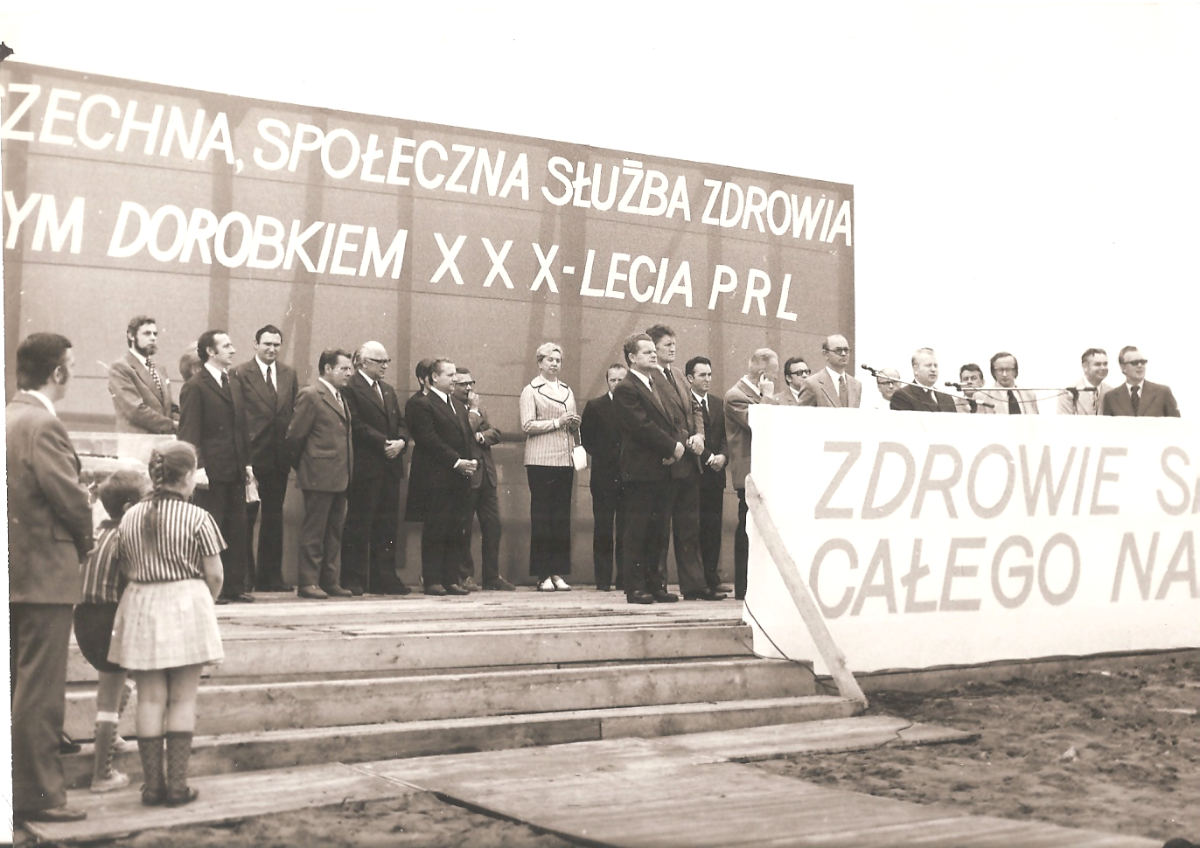 ZECHNA, SPOŁECZNA SŁUŻBA ZDROWIA
YM DOROBKIEM XXX-LECIA PRL
ZDROWIE S
CAŁEGO NA